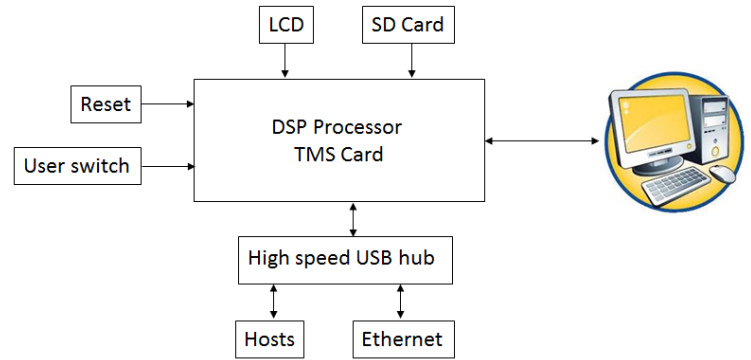 LCD
SD Card
Reset
DSP Processor
TMS Card
User switch
High speed USB hub
Hosts
Ethernet